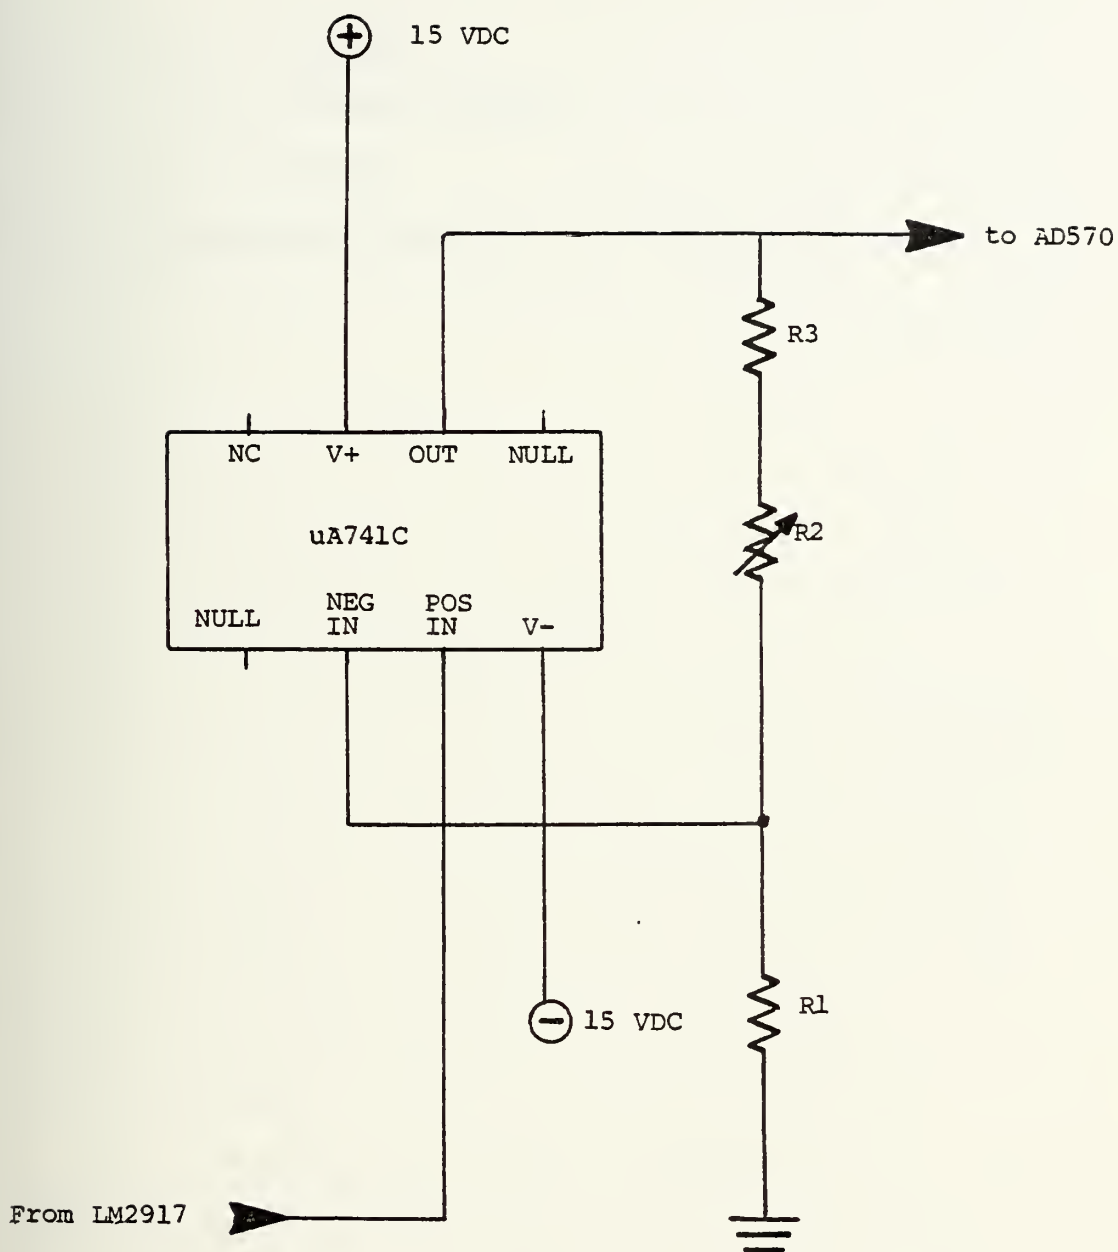 15 VDC
to AD570
R3
NC V+ OUT NULL
R2
uA741C
NEG POS
NULL IN IN V-
R1
15 VDC
From LM2917